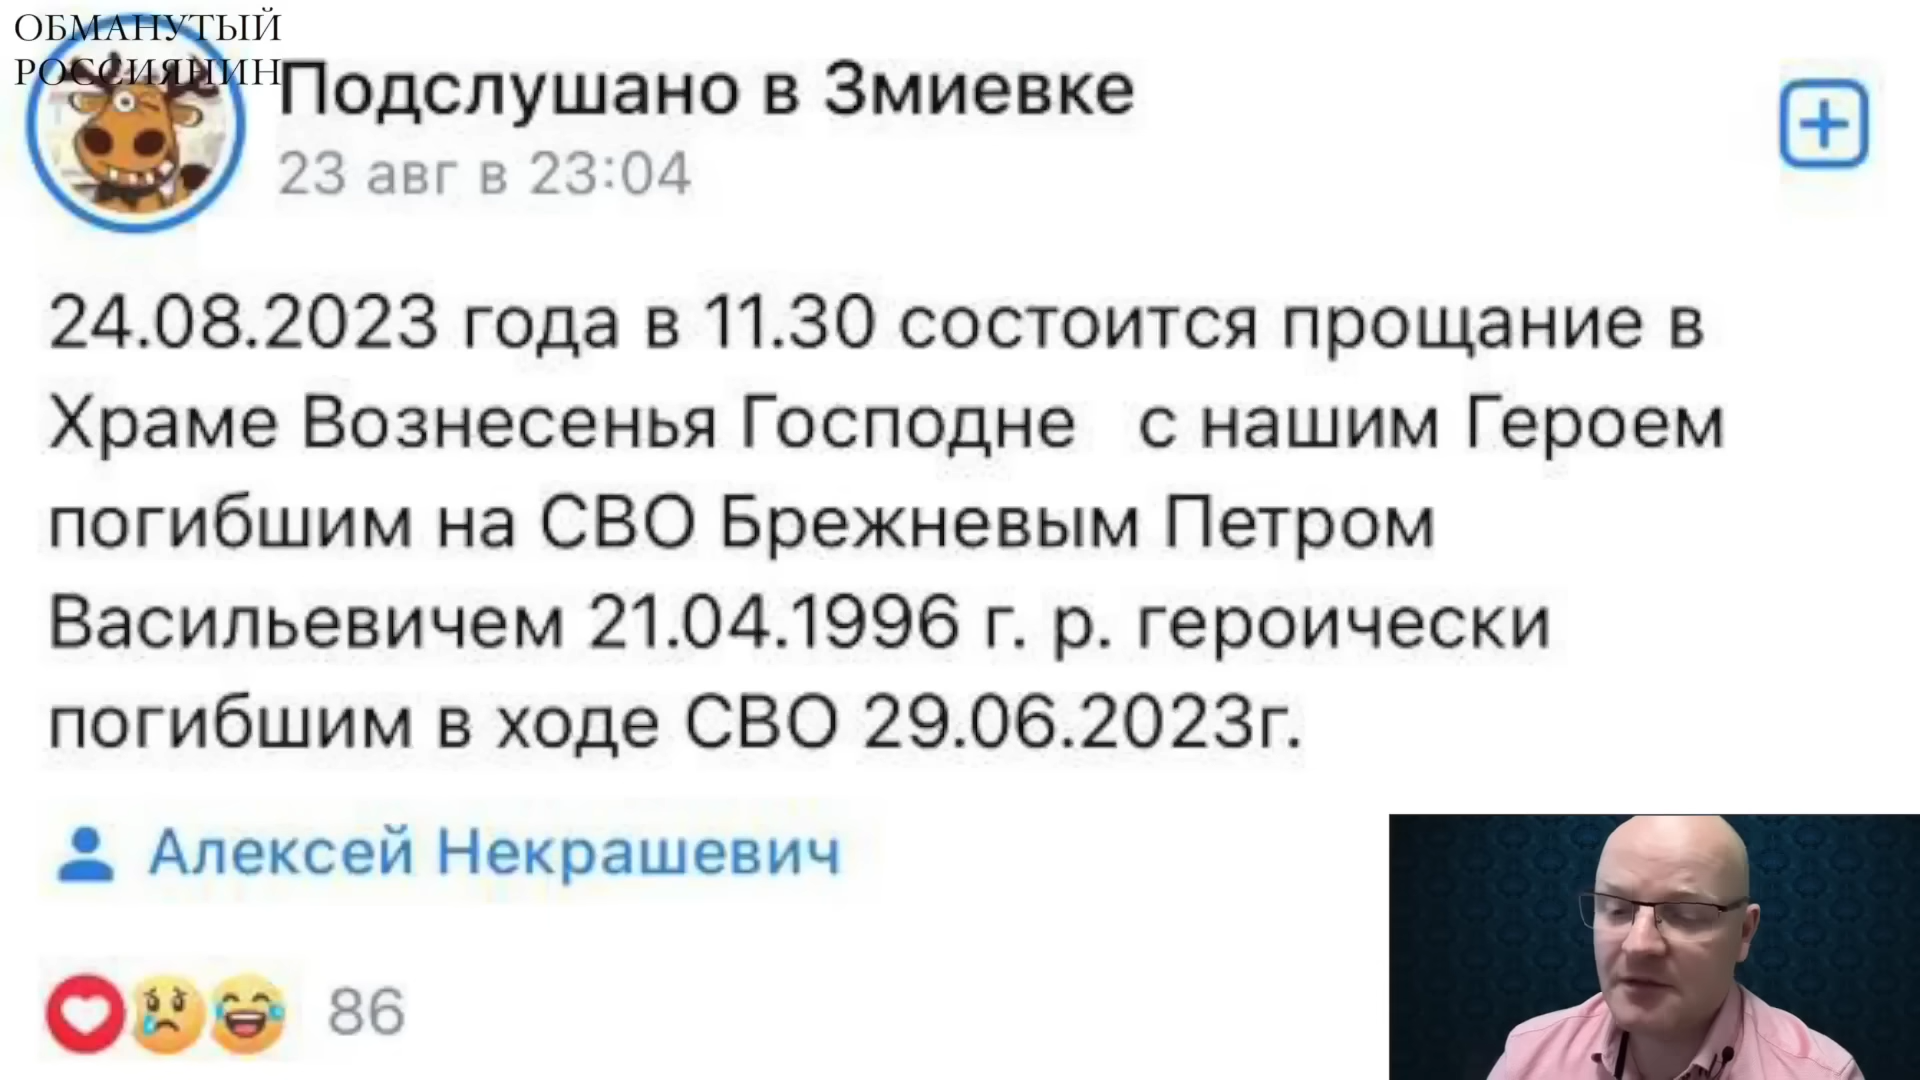 ОБМАНУТЫЙ
РОССИЯНИН
Подслушано в Змиевке
23 авг в 23:04
24.08.2023 года в 11.30 состоится прощание в
Храме Вознесенья Господне с нашим Героем
погибшим на СВО Брежневым Петром
Васильевичем 21.04.1996 г. р. героически
погибшим в ходе СВО 29.06.2023г.
Алексей Некрашевич
86